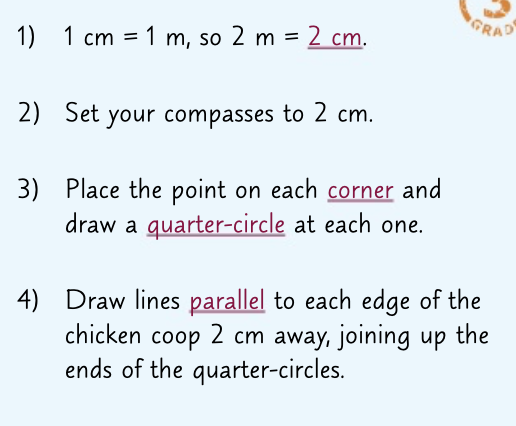 GRADE
1) 1 cm = 1 m, so 2 m = 2 cm.
2) Set your compasses to 2 cm.
3) Place the point on each corner and
draw a quarter-circle at each one.
4) Draw lines parallel to each edge of the
chicken coop 2 cm away, joining up the
ends of the quarter-circles.